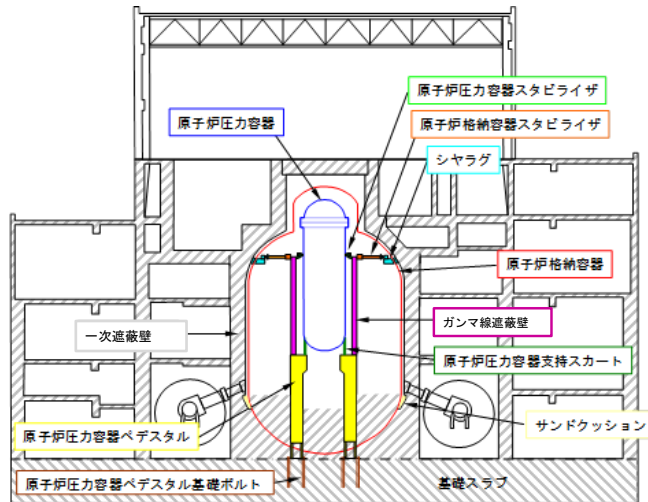 原子炉圧力容器スタビライザ
原子炉圧力容器
原子炉格納容器スタビライザ
シヤラグ
原子炉格納容器
一次遮蔽壁
ガンマ線遮蔽壁
原子炉圧力容器支持スカート
サンドクッション
原子炉圧力容器ペデスタル
原子炉圧力容器ペデスタル基礎ボルト
基礎スラブ